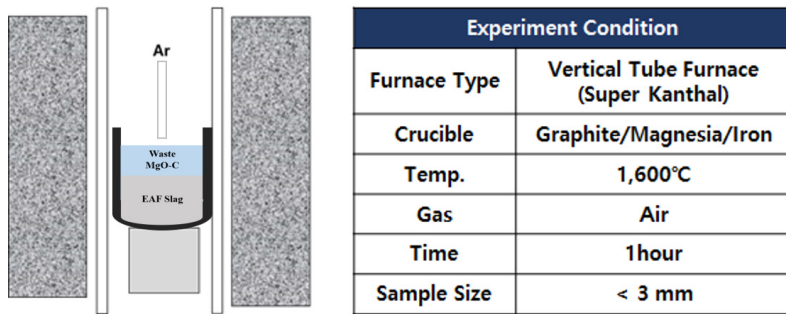 Ar
Waste
MgO-C
EAF Slag
Experiment Condition
Furnace Type
Vertical Tube Furnace
(Super Kanthal)
Crucible
Graphite/Magnesia/Iron
Temp.
1,600℃
Gas
Air
Time
1hour
Sample Size
< 3 mm